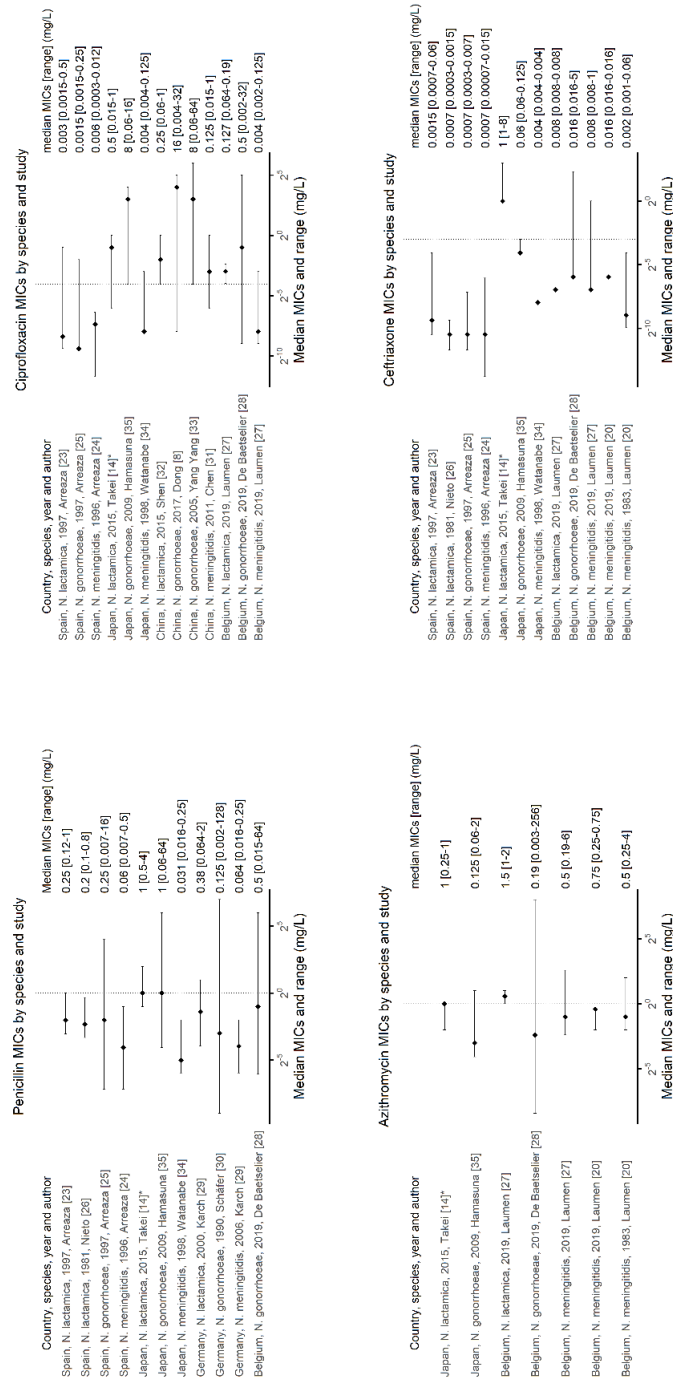 Penicillin MICs by species and study
Country, species, year and author Median MICs [range] (mg/L)
Spain, N. lactamica, 1997, Arreaza [23] 0.25 [0.12-1]
Spain, N. lactamica, 1981, Nieto [26] 0.2 [0.1-0.8]
Spain, N. gonorrhoeae, 1997, Arreaza [25] 0.25 [0.007-16]
Spain, N. meningitidis, 1996, Arreaza [24] 0.06 [0.007-0.5]
Japan, N. lactamica, 2015, Takei [14]* 1 [0.5-4]
Japan, N. gonorrhoeae, 2009, Hamasuna [35] 1 [0.06-64]
Japan, N. meningitidis, 1998, Watanabe [34] 0.031 [0.016-0.25]
Germany, N. lactamica, 2000, Karch [29] 0.38 [0.064-2]
Germany, N. gonorrhoeae, 1990, Schäfer [30] 0.125 [0.002-128]
Germany, N. meningitidis, 2006, Karch [29] 0.064 [0.016-0.25]
Belgium, N. gonorrhoeae, 2019, De Baetselier [28] 0.5 [0.015-64]
2⁻⁵ 2⁰ 2⁵
Median MICs and range (mg/L)
Ciprofloxacin MICs by species and study
Country, species, year and author median MICs [range] (mg/L)
Spain, N. lactamica, 1997, Arreaza [23] 0.003 [0.0015-0.5]
Spain, N. gonorrhoeae, 1997, Arreaza [25] 0.0015 [0.0015-0.25]
Spain, N. meningitidis, 1996, Arreaza [24] 0.006 [0.0003-0.012]
Japan, N. lactamica, 2015, Takei [14]* 0.5 [0.015-1]
Japan, N. gonorrhoeae, 2009, Hamasuna [35] 8 [0.06-16]
Japan, N. meningitidis, 1998, Watanabe [34] 0.004 [0.004-0.125]
China, N. lactamica, 2015, Shen [32] 0.25 [0.06-1]
China, N. gonorrhoeae, 2017, Dong [8] 16 [0.004-32]
China, N. gonorrhoeae, 2005, Yang Yang [33] 8 [0.06-64]
China, N. meningitidis, 2011, Chen [31] 0.125 [0.015-1]
Belgium, N. lactamica, 2019, Laumen [27] 0.127 [0.064-0.19]
Belgium, N. gonorrhoeae, 2019, De Baetselier [28] 0.5 [0.002-32]
Belgium, N. meningitidis, 2019, Laumen [27] 0.004 [0.002-0.125]
2⁻¹⁰ 2⁻⁵ 2⁰ 2⁵
Median MICs and range (mg/L)
Azithromycin MICs by species and study
Country, species, year and author median MICs [range] (mg/L)
Japan, N. lactamica, 2015, Takei [14]* 1 [0.25-1]
Japan, N. gonorrhoeae, 2009, Hamasuna [35] 0.125 [0.06-2]
Belgium, N. lactamica, 2019, Laumen [27] 1.5 [1-2]
Belgium, N. gonorrhoeae, 2019, De Baetselier [28] 0.19 [0.003-256]
Belgium, N. meningitidis, 2019, Laumen [27] 0.5 [0.19-6]
Belgium, N. meningitidis, 2019, Laumen [20] 0.75 [0.25-0.75]
Belgium, N. meningitidis, 1983, Laumen [20] 0.5 [0.25-4]
2⁻⁵ 2⁰ 2⁵
Median MICs and range (mg/L)
Ceftriaxone MICs by species and study
Country, species, year and author median MICs [range] (mg/L)
Spain, N. lactamica, 1997, Arreaza [23] 0.0015 [0.0007-0.06]
Spain, N. lactamica, 1981, Nieto [26] 0.0007 [0.0003-0.0015]
Spain, N. gonorrhoeae, 1997, Arreaza [25] 0.0007 [0.0003-0.007]
Spain, N. meningitidis, 1996, Arreaza [24] 0.0007 [0.00007-0.015]
Japan, N. lactamica, 2015, Takei [14]* 1 [1-8]
Japan, N. gonorrhoeae, 2009, Hamasuna [35] 0.06 [0.06-0.125]
Japan, N. meningitidis, 1998, Watanabe [34] 0.004 [0.004-0.004]
Belgium, N. lactamica, 2019, Laumen [27] 0.008 [0.008-0.008]
Belgium, N. gonorrhoeae, 2019, De Baetselier [28] 0.016 [0.016-5]
Belgium, N. meningitidis, 2019, Laumen [27] 0.008 [0.008-1]
Belgium, N. meningitidis, 2019, Laumen [20] 0.016 [0.016-0.016]
Belgium, N. meningitidis, 1983, Laumen [20] 0.002 [0.001-0.06]
2⁻¹⁰ 2⁻⁵ 2⁰
Median MICs and range (mg/L)